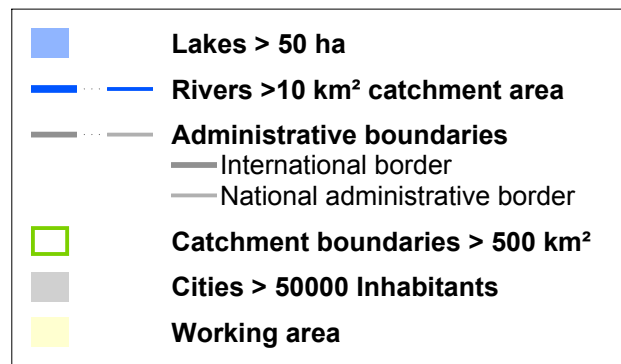 Lakes > 50 ha
Rivers >10 km² catchment area
Administrative boundaries
International border
National administrative border
Catchment boundaries > 500 km²
Cities > 50000 Inhabitants
Working area